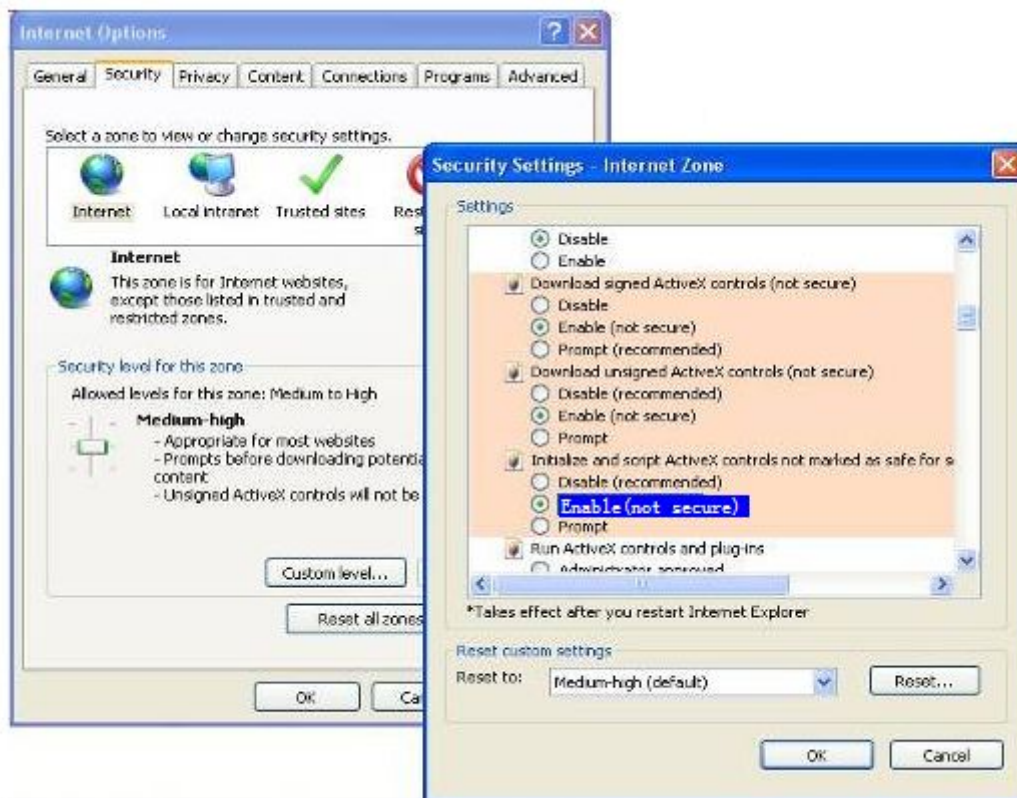 Internet Options
General Security Privacy Content Connections Programs Advanced
Select a zone to view or change security settings.
Internet Local intranet Trusted sites
Internet
This zone is for Internet websites,
except those listed in trusted and
restricted zones.
Security level for this zone
Allowed levels for this zone: Medium to High
Medium-high
- Appropriate for most websites
- Prompts before downloading
content
- Unsigned ActiveX controls will not be
Custom level...
Reset all zones
OK
Security Settings - Internet Zone
Settings
Disable
Enable
Download signed ActiveX controls (not secure)
Disable
Enable (not secure)
Prompt (recommended)
Download unsigned ActiveX controls (not secure)
Disable (recommended)
Enable (not secure)
Prompt
Initialize and script ActiveX controls not marked as safe for s
Disable (recommended)
Enable(not secure)
Prompt
Run ActiveX controls and plug-ins
Administrator approved
*Takes effect after you restart Internet Explorer
Reset custom settings
Reset to: Medium-high (default) Reset...
OK Cancel